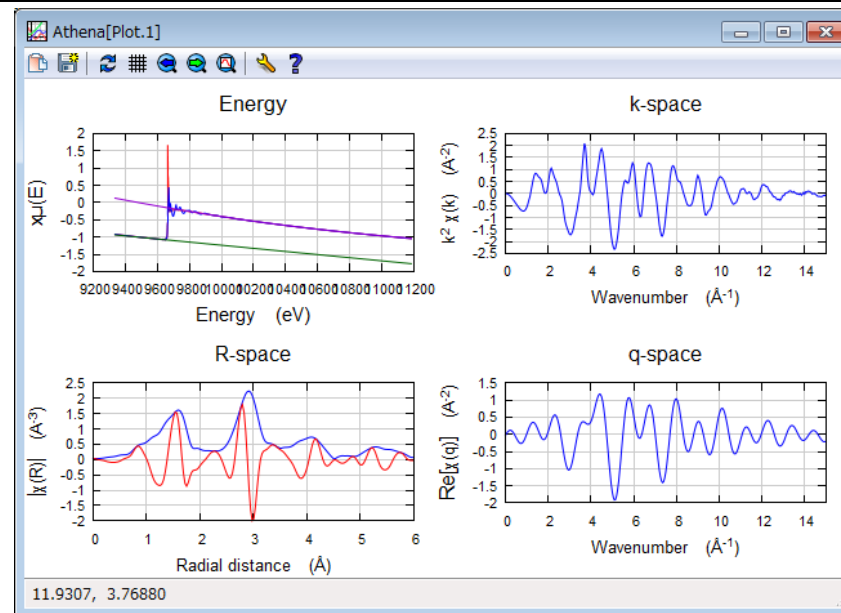 Athena[Plot.1]
Energy
xμ(E)
2
1.5
1
0.5
0
-0.5
-1
-1.5
-2
9200 9400 9600 9800 10000 10200 10400 10600 10800 11000 11200
Energy (eV)
k-space
k² χ(k) (Å-2)
2.5
2
1.5
1
0.5
0
-0.5
-1
-1.5
-2
-2.5
0 2 4 6 8 10 12 14
Wavenumber (Å-1)
R-space
|χ(R)| (Å-3)
2.5
2
1.5
1
0.5
0
-0.5
-1
-1.5
-2
0 1 2 3 4 5 6
Radial distance (Å)
q-space
Re[χ(q)] (Å-2)
1.5
1
0.5
0
-0.5
-1
-1.5
-2
0 2 4 6 8 10 12 14
Wavenumber (Å-1)
11.9307, 3.76880